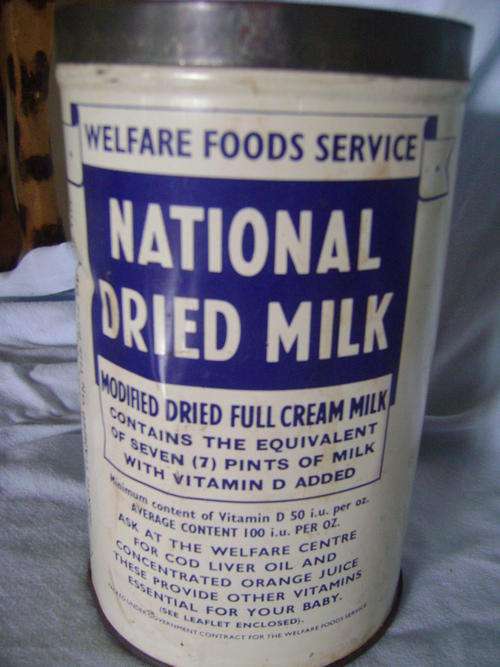 WELFARE FOODS SERVICE
NATIONAL
DRIED MILK
MODIFIED DRIED FULL CREAM MILK
CONTAINS THE EQUIVALENT
OF SEVEN (7) PINTS OF MILK
WITH VITAMIN D ADDED
Minimum content of Vitamin D 50 i.u. per oz.
AVERAGE CONTENT 100 i.u. PER OZ.
ASK AT THE WELFARE CENTRE
FOR COD LIVER OIL AND
CONCENTRATED ORANGE JUICE
THESE PROVIDE OTHER VITAMINS
ESSENTIAL FOR YOUR BABY.
(SEE LEAFLET ENCLOSED).
UNDER GOVERNMENT CONTRACT FOR THE WELFARE FOODS SERVICE